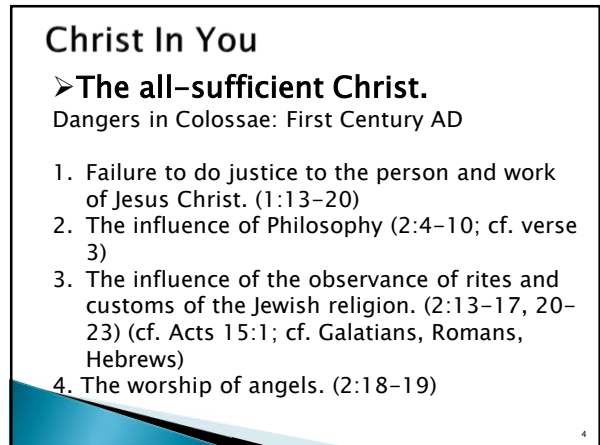 Christ In You
➢The all-sufficient Christ.
Dangers in Colossae: First Century AD
1. Failure to do justice to the person and work
of Jesus Christ. (1:13-20)
2. The influence of Philosophy (2:4-10; cf. verse
3)
3. The influence of the observance of rites and
customs of the Jewish religion. (2:13-17, 20-
23) (cf. Acts 15:1; cf. Galatians, Romans,
Hebrews)
4. The worship of angels. (2:18-19)
4